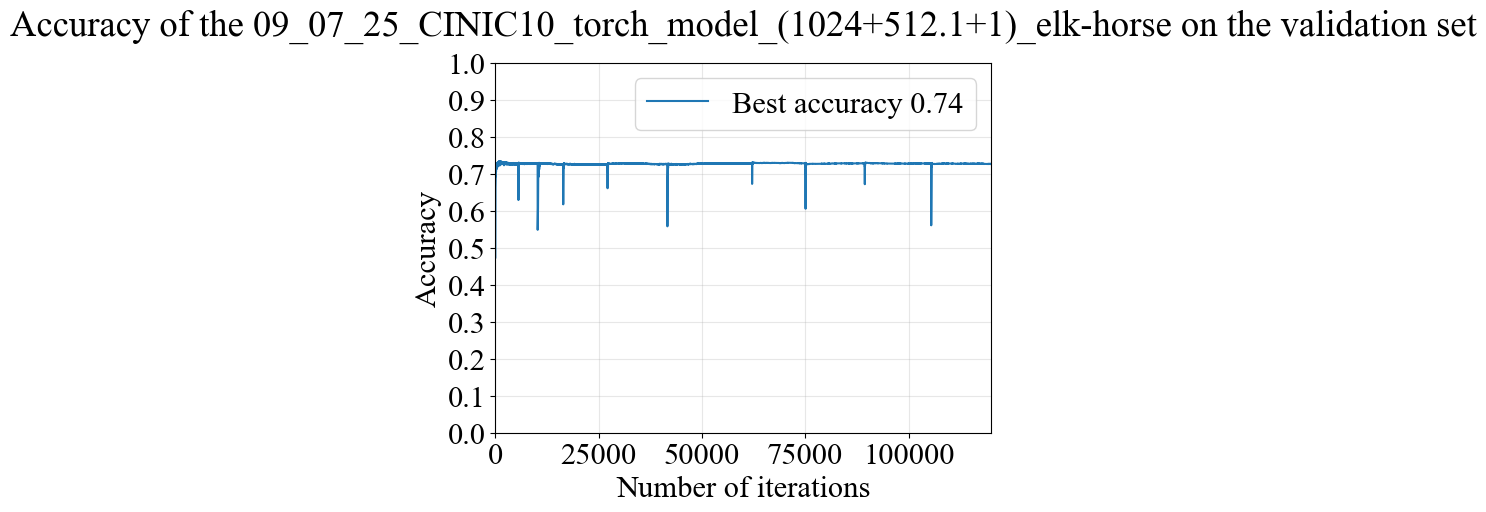 Accuracy of the 09_07_25_CINIC10_torch_model_(1024+512.1+1)_elk-horse on the validation set
1.0
0.9
0.8
0.7
0.6
0.5
0.4
0.3
0.2
0.1
0.0
Accuracy
Best accuracy 0.74
0 25000 50000 75000 100000
Number of iterations